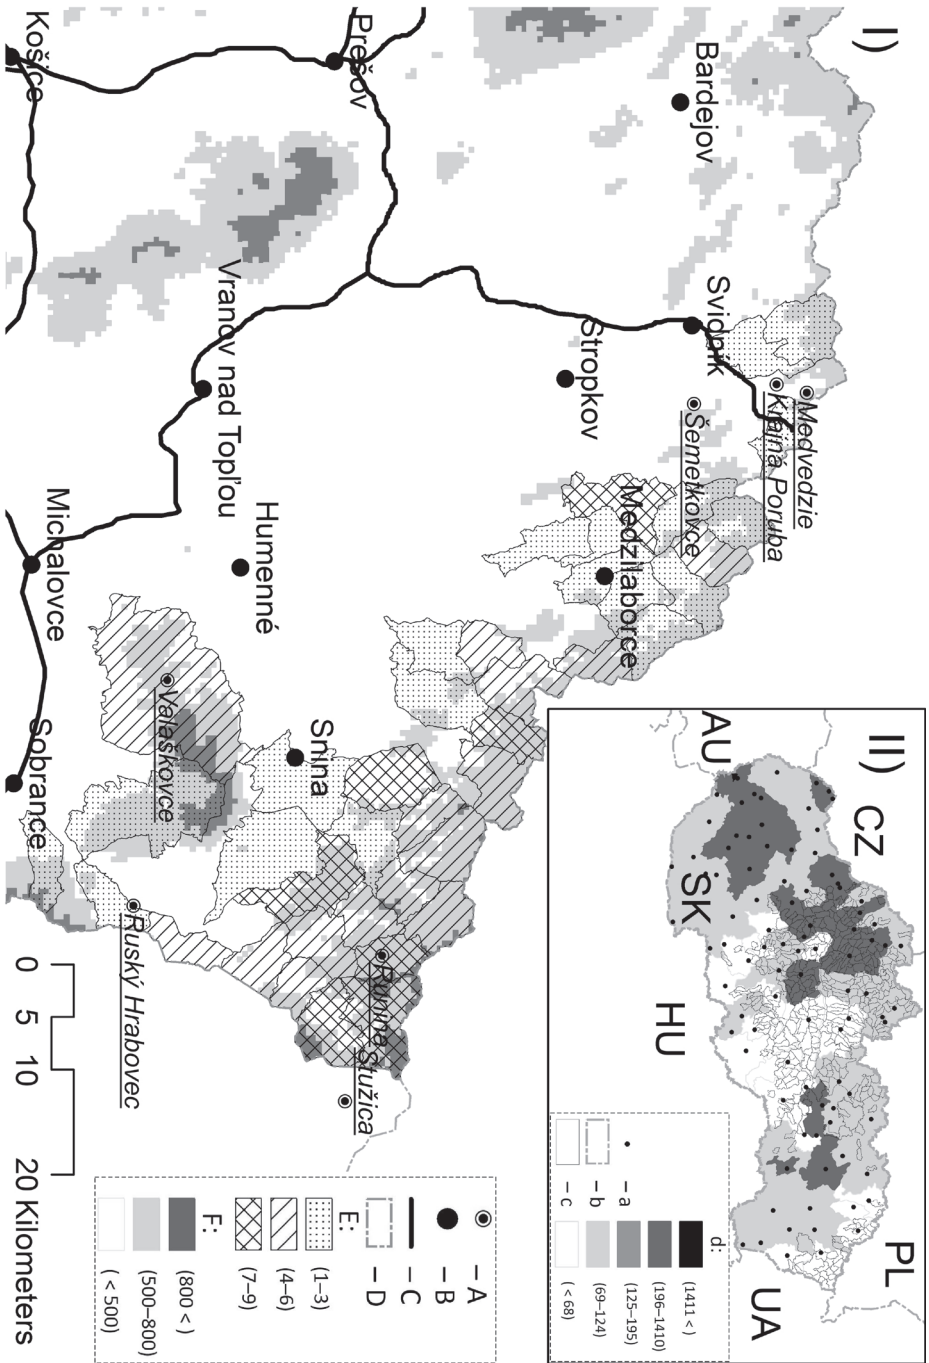 I)
Prešov
Košice
Bardejov
Svidník
Stropkov
Vranov nad Topľou
Medvedzie
Krajná Poruba
Šemetkovce
Medzilaborce
Humenné
Michalovce
Valaškovce
Snina
Sobrance
Ruský Hrabovec
Runina
Stužica
0 5 10 20 Kilometers
II)
CZ
AU
SK
HU
PL
UA
– a
– b
– c
d:
(1411 < )
(196–1410)
(125–195)
(69–124)
( < 68)
– A
– B
– C
– D
E:
(1–3)
(4–6)
(7–9)
F:
(800 < )
(500–800)
( < 500)